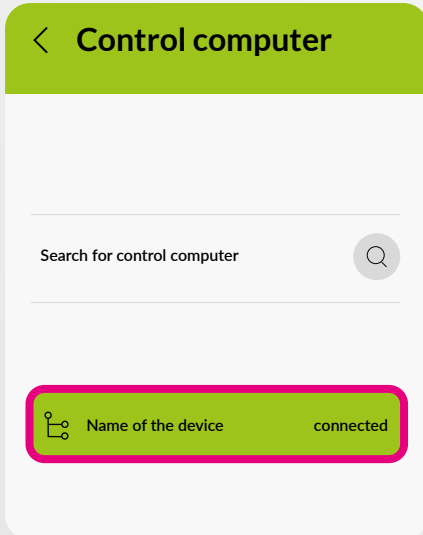 Control computer
Search for control computer
Name of the device connected